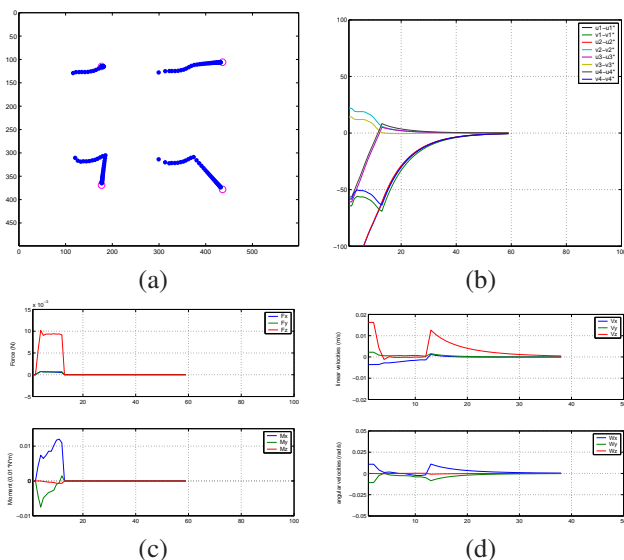 0
50
100
150
200
250
300
350
400
450
0 100 200 300 400 500
(a)
100
50
0
−50
−100
20 40 60 80 100
u1−u1*
v1−v1*
u2−u2*
v2−v2*
u3−u3*
v3−v3*
u4−u4*
v4−v4*
(b)
Force (N)
15
10
5
0
−5
20 40 60 80 100
Fx
Fy
Fz
Moment (0.01*N/m)
0.01
0
−0.01
20 40 60 80 100
Mx
My
Mz
(c)
linear velocities (m/s)
0.02
0.01
0
−0.01
−0.02
10 20 30 40 50
Vx
Vy
Vz
angular velocities (rad/s)
0.05
0.025
0
−0.025
−0.05
10 20 30 40 50
Wx
Wy
Wz
(d)